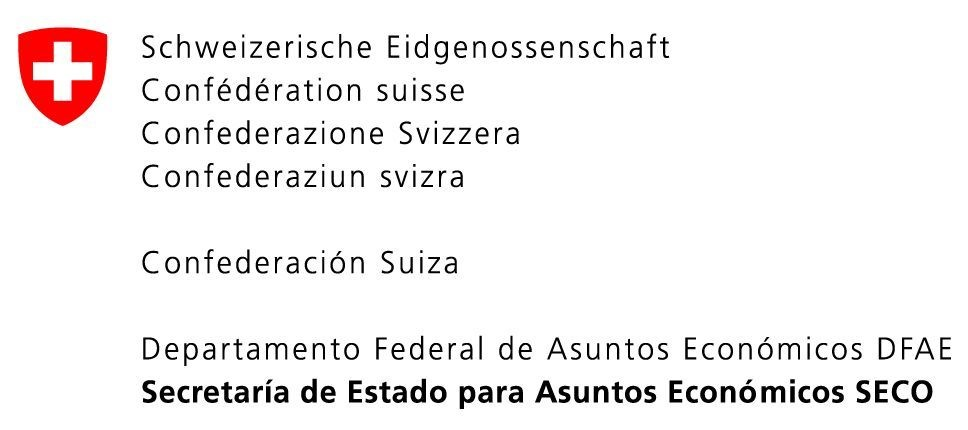 Schweizerische Eidgenossenschaft
Confédération suisse
Confederazione Svizzera
Confederaziun svizra
Confederación Suiza
Departamento Federal de Asuntos Económicos DFAE
Secretaría de Estado para Asuntos Económicos SECO